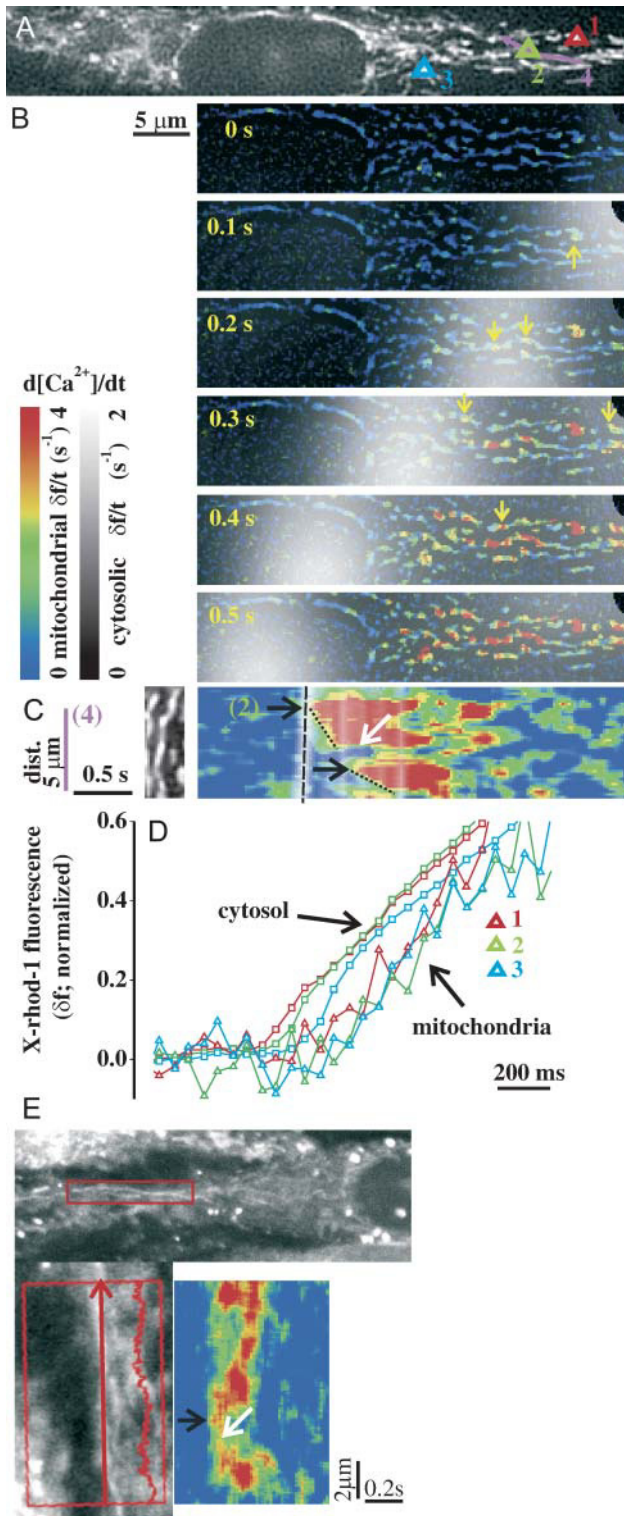 A
1
2
3
4
B
5 µm
0 s
0.1 s
0.2 s
0.3 s
0.4 s
0.5 s
d[Ca2+]/dt
0 mitochondrial δf/t (s-1) 4
0 cytosolic δf/t (s-1) 2
C
(4)
dist.
5 µm
0.5 s
(2)
D
X-rhod-1 fluorescence
(δf; normalized)
0.6
0.4
0.2
0.0
cytosol
mitochondria
1
2
3
200 ms
E
2µm
0.2s